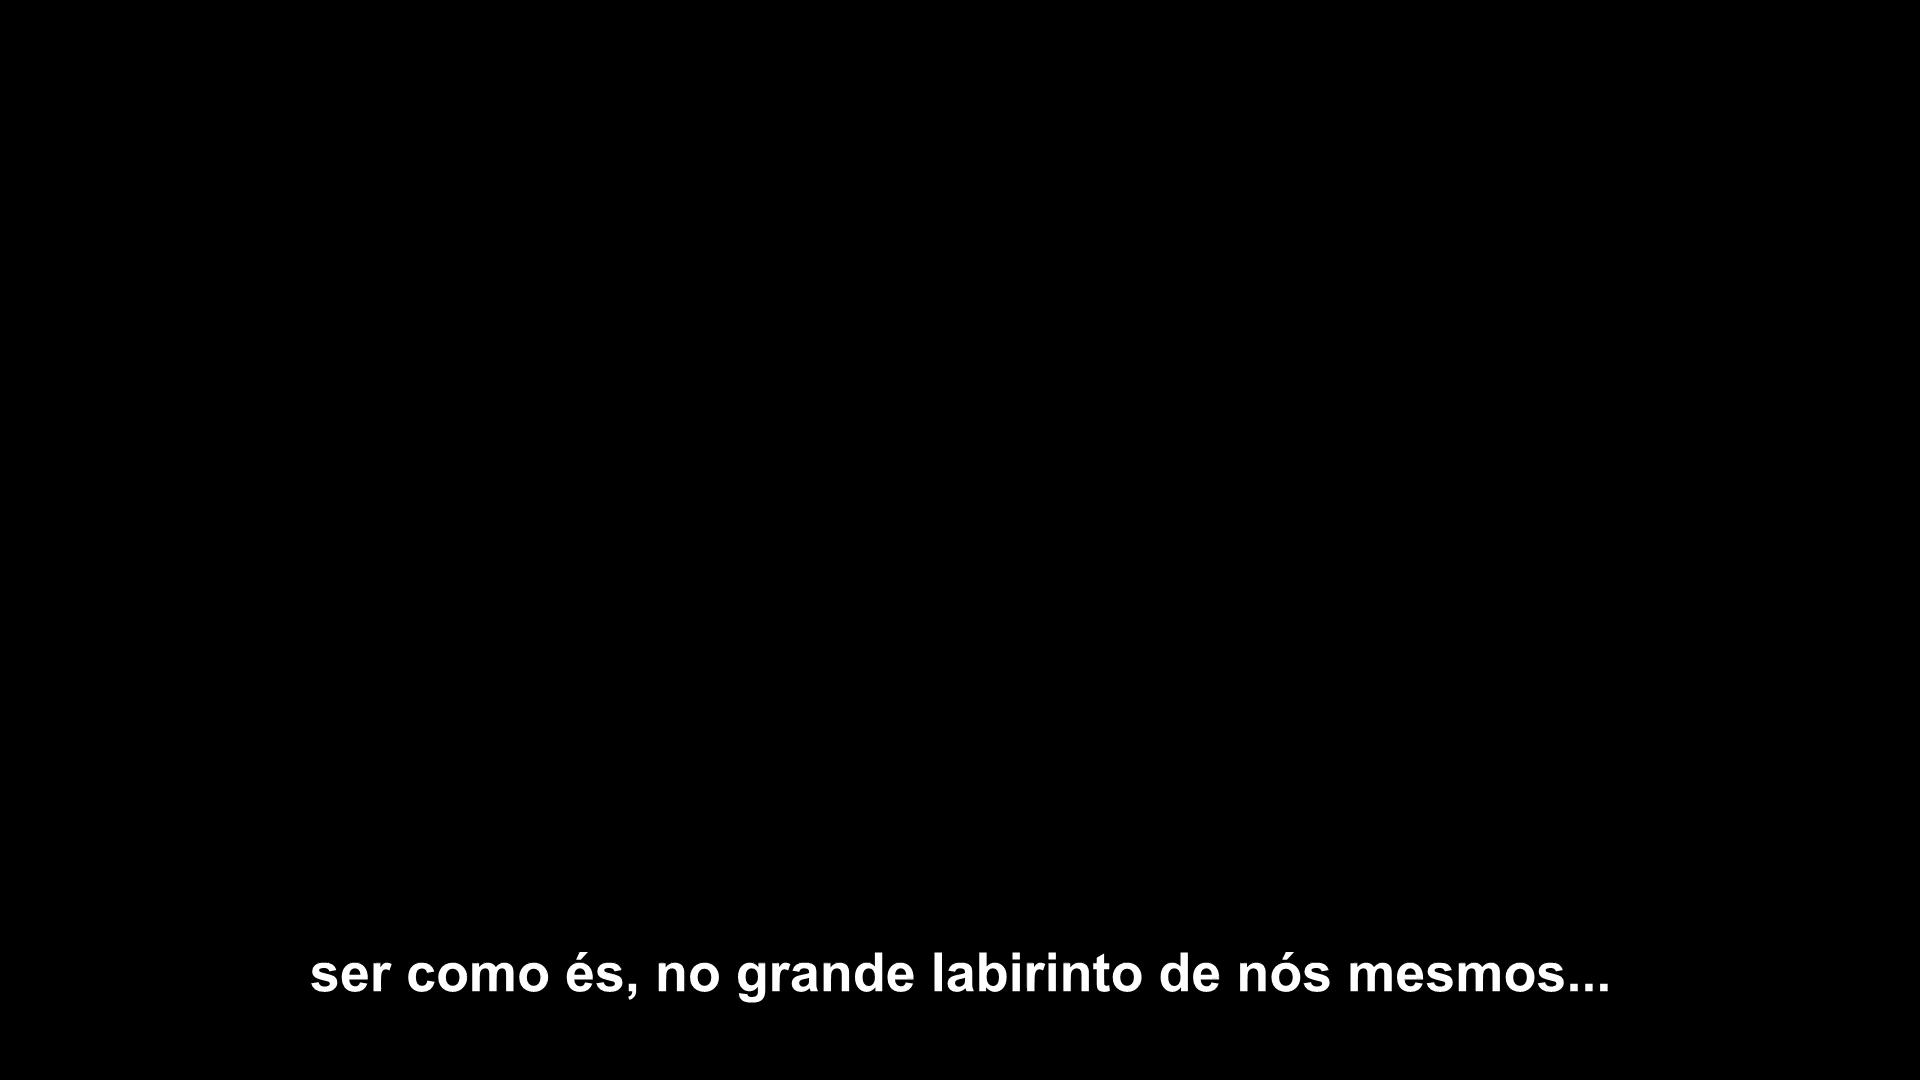 ser como és, no grande labirinto de nós mesmos...